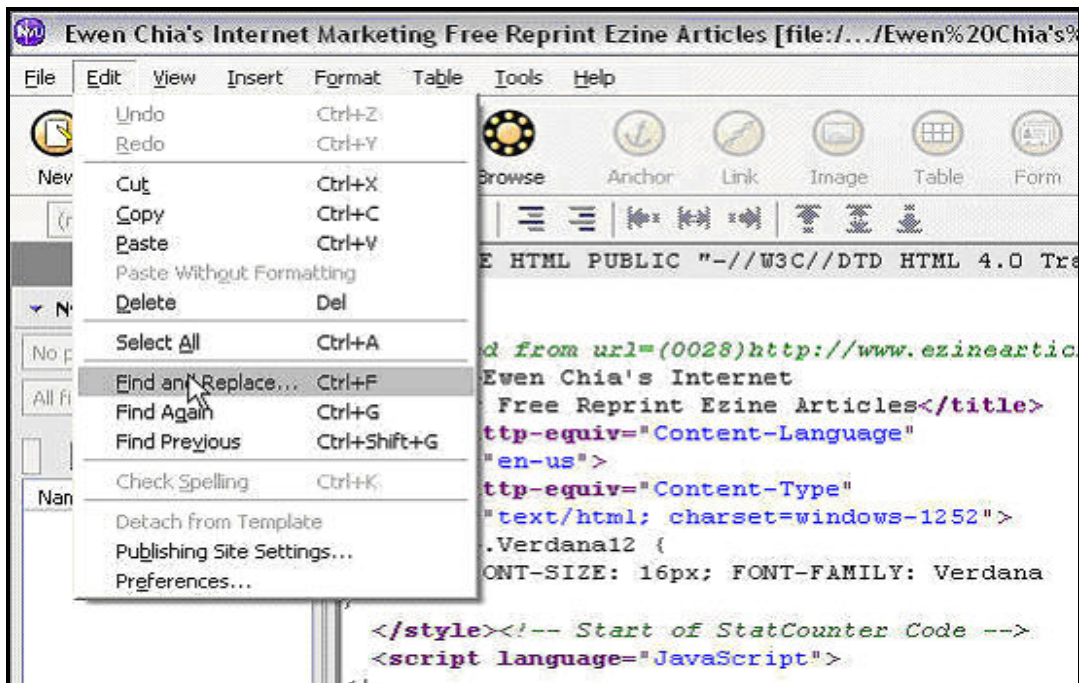 Ewen Chia's Internet Marketing Free Reprint Ezine Articles [file:/.../Ewen%20Chia's%
File Edit View Insert Format Table Tools Help
Undo Ctrl+Z
Redo Ctrl+Y
New Browse Anchor Link Image Table Form
Cut Ctrl+X
Copy Ctrl+C
Paste Ctrl+V
Paste Without Formatting
E HTML PUBLIC "-//W3C//DTD HTML 4.0 Tra
Delete Del
Select All Ctrl+A
No p
d from url=(0028)http://www.ezineartic
Find and Replace... Ctrl+F
Ewen Chia's Internet
All fi
Find Again Ctrl+G
Free Reprint Ezine Articles</title>
Find Previous Ctrl+Shift+G
ttp-equiv="Content-Language"
"en-us">
Check Spelling Ctrl+K
Nam
ttp-equiv="Content-Type"
Detach from Template
"text/html; charset=windows-1252">
Publishing Site Settings...
.Verdana12 {
Preferences...
ONT-SIZE: 16px; FONT-FAMILY: Verdana
</style><!-- Start of StatCounter Code -->
<script language="JavaScript">